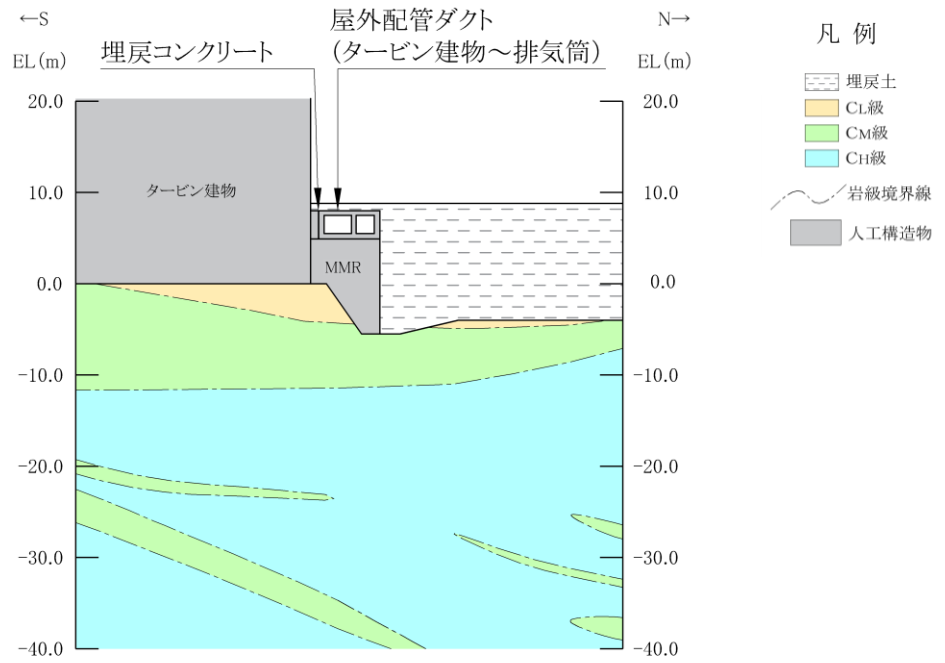 ←S
N→
EL(m)
EL(m)
埋戻コンクリート
屋外配管ダクト
(タービン建物～排気筒)
20.0
10.0
0.0
-10.0
-20.0
-30.0
-40.0
20.0
10.0
0.0
-10.0
-20.0
-30.0
-40.0
タービン建物
MMR
凡 例
埋戻土
CL級
CM級
CH級
岩級境界線
人工構造物